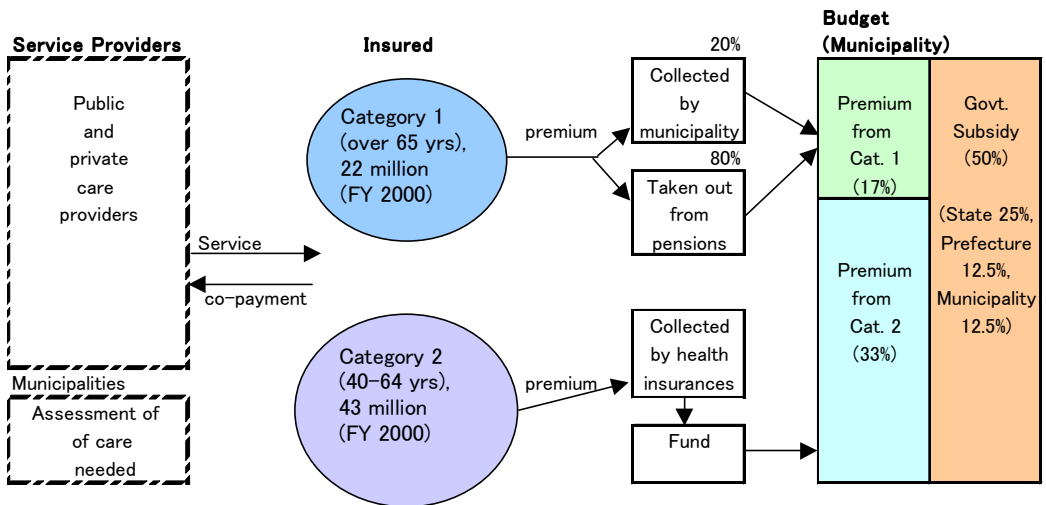 Service Providers
Public
and
private
care
providers
Municipalities
Assessment of
of care
needed
Service
co-payment
Insured
Category 1
(over 65 yrs),
22 million
(FY 2000)
premium
Category 2
(40-64 yrs),
43 million
(FY 2000)
premium
20%
Collected
by
municipality
80%
Taken out
from
pensions
Collected
by health
insurances
Fund
Budget
(Municipality)
Premium
from
Cat. 1
(17%)
Premium
from
Cat. 2
(33%)
Govt.
Subsidy
(50%)
(State 25%,
Prefecture
12.5%,
Municipality
12.5%)